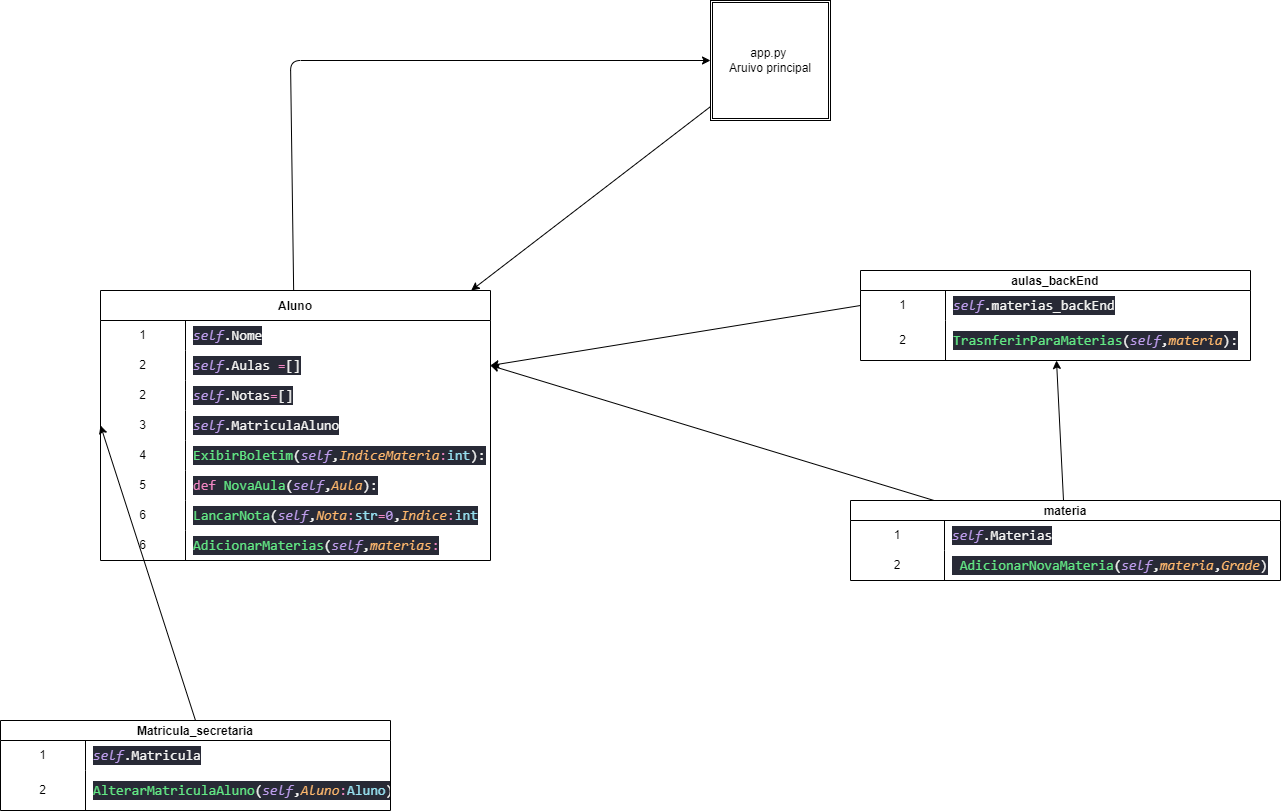 app.py
Aruivo principal
Aluno
1 self.Nome
2 self.Aulas =[]
2 self.Notas=[]
3 self.MatriculaAluno
4 ExibirBoletim(self,IndiceMateria:int):
5 def NovaAula(self,Aula):
6 LancarNota(self,Nota:str=0,Indice:int
6 AdicionarMaterias(self,materias:
aulas_backEnd
1 self.materias_backEnd
2 TrasnferirParaMaterias(self,materia):
materia
1 self.Materias
2 AdicionarNovaMateria(self,materia,Grade)
Matricula_secretaria
1 self.Matricula
2 AlterarMatriculaAluno(self,Aluno:Aluno)